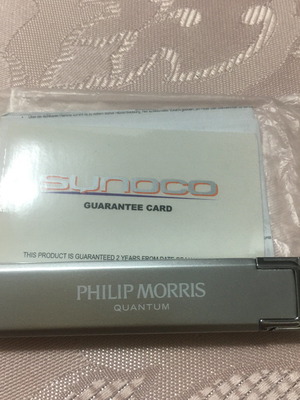 SUNOCO
GUARANTEE CARD
THIS PRODUCT IS GUARANTEED 2 YEARS FROM DATE
PHILIP MORRIS
QUANTUM